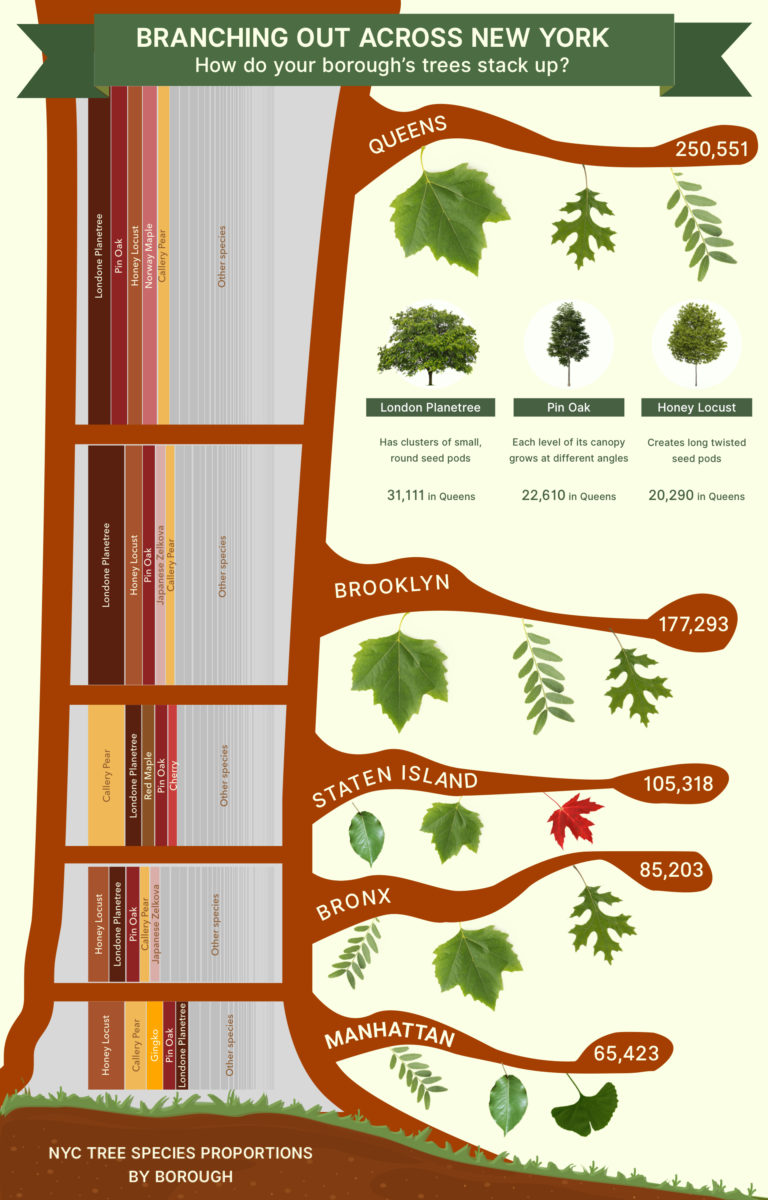 BRANCHING OUT ACROSS NEW YORK
How do your borough's trees stack up?
QUEENS
250,551
Londone Planetree
Pin Oak
Honey Locust
Norway Maple
Callery Pear
Other species
London Planetree
Pin Oak
Honey Locust
Has clusters of small,
round seed pods
Each level of its canopy
grows at different angles
Creates long twisted
seed pods
31,111 in Queens
22,610 in Queens
20,290 in Queens
BROOKLYN
177,293
Londone Planetree
Honey Locust
Pin Oak
Japanese Zelkova
Callery Pear
Other species
STATEN ISLAND
105,318
Callery Pear
Londone Planetree
Red Maple
Pin Oak
Cherry
Other species
BRONX
85,203
Honey Locust
Londone Planetree
Pin Oak
Callery Pear
Japanese Zelkova
Other species
MANHATTAN
65,423
Honey Locust
Callery Pear
Gingko
Pin Oak
Londone Planetree
Other species
NYC TREE SPECIES PROPORTIONS
BY BOROUGH